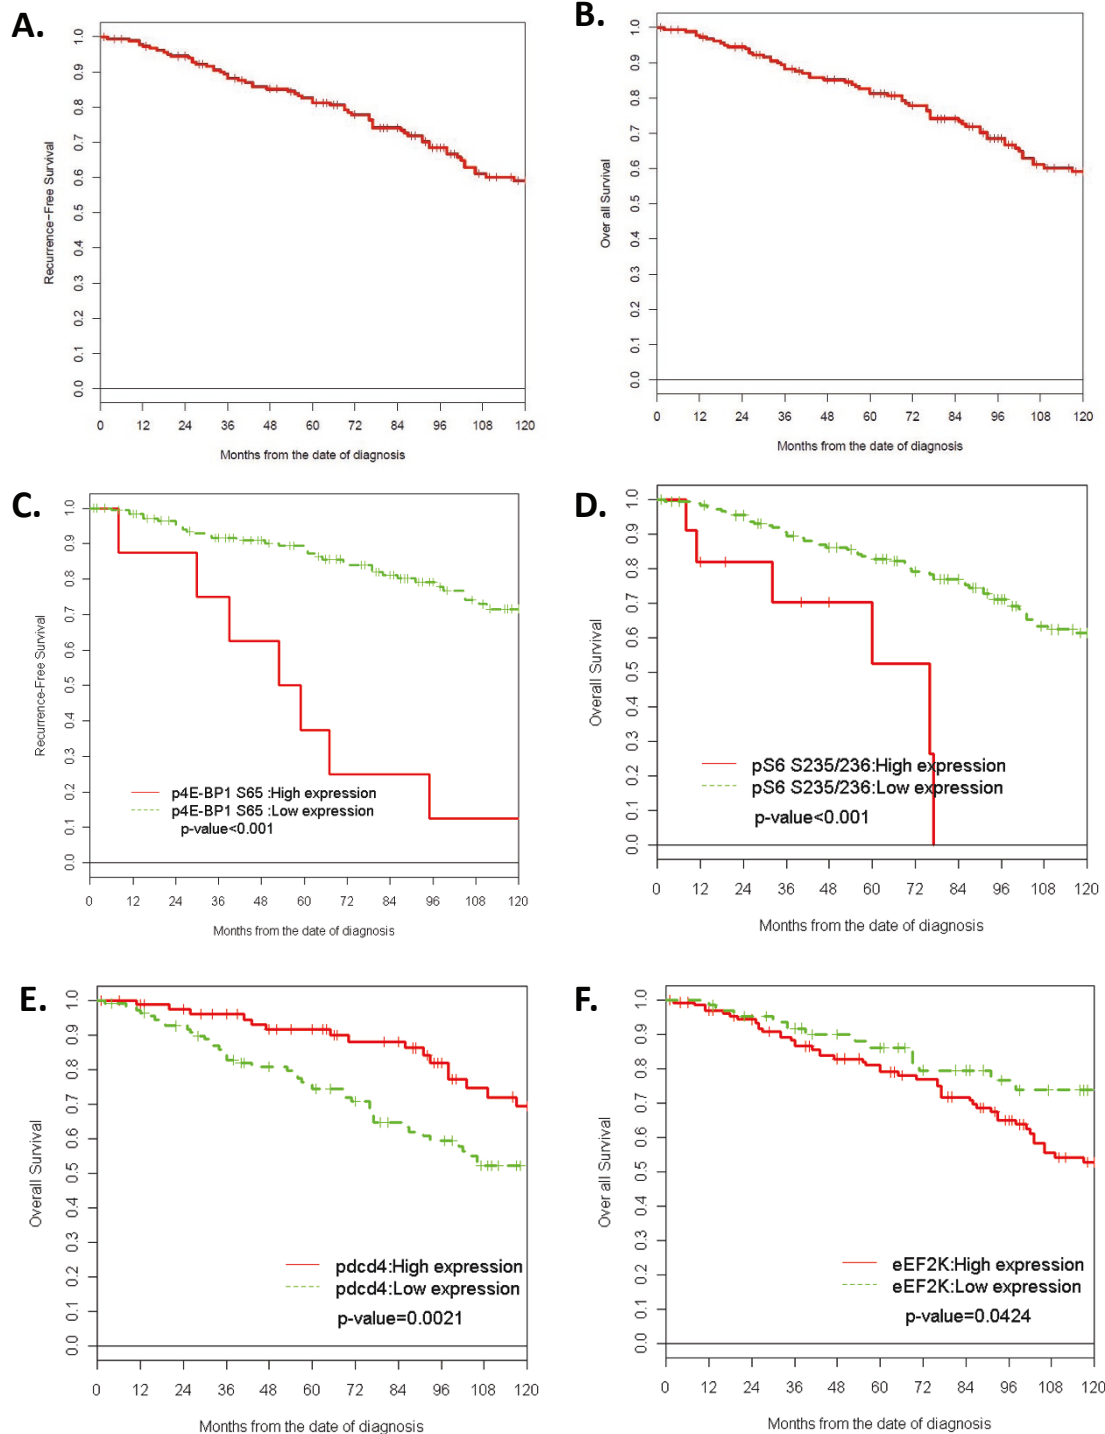 A.
Recurrence-Free Survival
1.0
0.9
0.8
0.7
0.6
0.5
0.4
0.3
0.2
0.1
0.0
0 12 24 36 48 60 72 84 96 108 120
Months from the date of diagnosis
B.
Over all Survival
1.0
0.9
0.8
0.7
0.6
0.5
0.4
0.3
0.2
0.1
0.0
0 12 24 36 48 60 72 84 96 108 120
Months from the date of diagnosis
C.
Recurrence-Free Survival
1.0
0.9
0.8
0.7
0.6
0.5
0.4
0.3
0.2
0.1
0.0
p4E-BP1 S65 :High expression
p4E-BP1 S65 :Low expression
p-value<0.001
0 12 24 36 48 60 72 84 96 108 120
Months from the date of diagnosis
D.
Overall Survival
1.0
0.9
0.8
0.7
0.6
0.5
0.4
0.3
0.2
0.1
0.0
pS6 S235/236:High expression
pS6 S235/236:Low expression
p-value<0.001
0 12 24 36 48 60 72 84 96 108 120
Months from the date of diagnosis
E.
Overall Survival
1.0
0.9
0.8
0.7
0.6
0.5
0.4
0.3
0.2
0.1
0.0
pdcd4:High expression
pdcd4:Low expression
p-value=0.0021
0 12 24 36 48 60 72 84 96 108 120
Months from the date of diagnosis
F.
Over all Survival
1.0
0.9
0.8
0.7
0.6
0.5
0.4
0.3
0.2
0.1
0.0
eEF2K:High expression
eEF2K:Low expression
p-value=0.0424
0 12 24 36 48 60 72 84 96 108 120
Months from the date of diagnosis